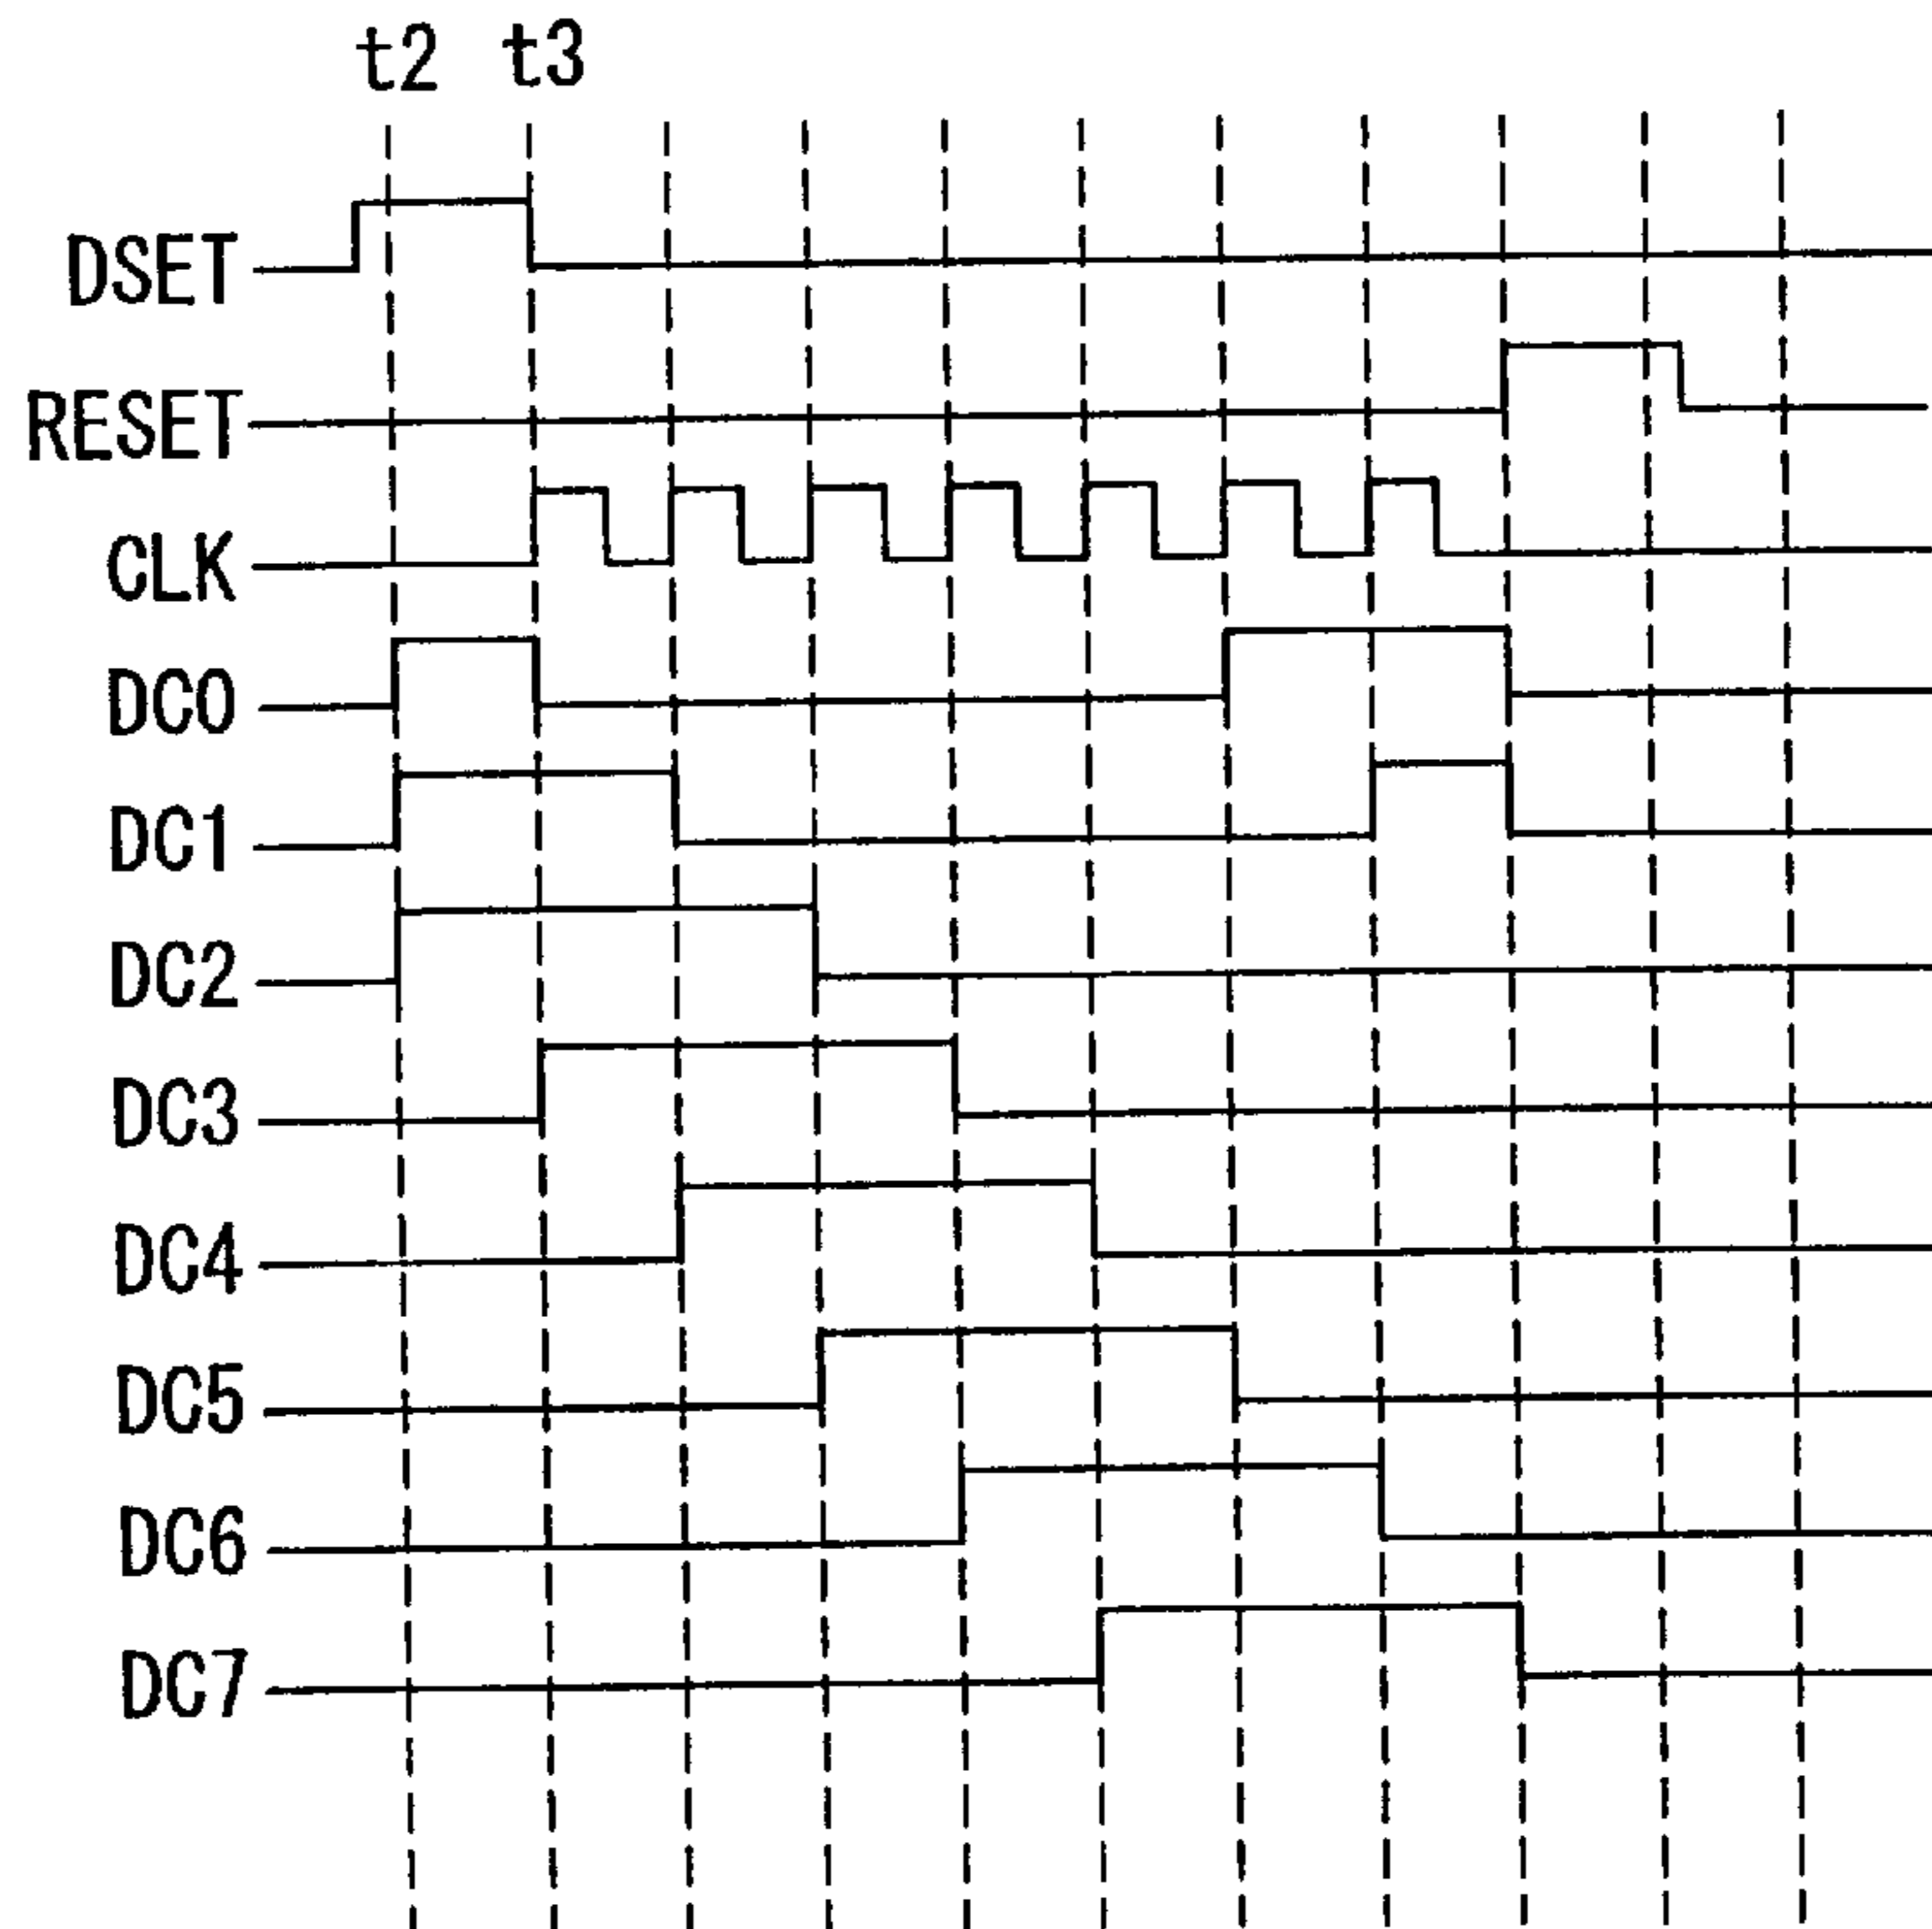 t2 t3
DSET
RESET
CLK
DC0
DC1
DC2
DC3
DC4
DC5
DC6
DC7